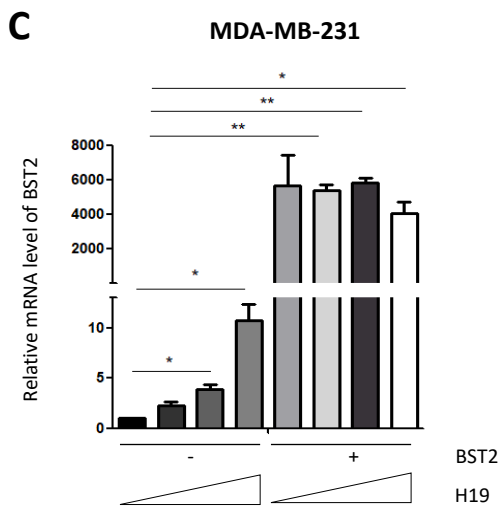 C
MDA-MB-231
*
**
**
8000
6000
4000
2000
*
10
*
5
0
Relative mRNA level of BST2
- + BST2
H19